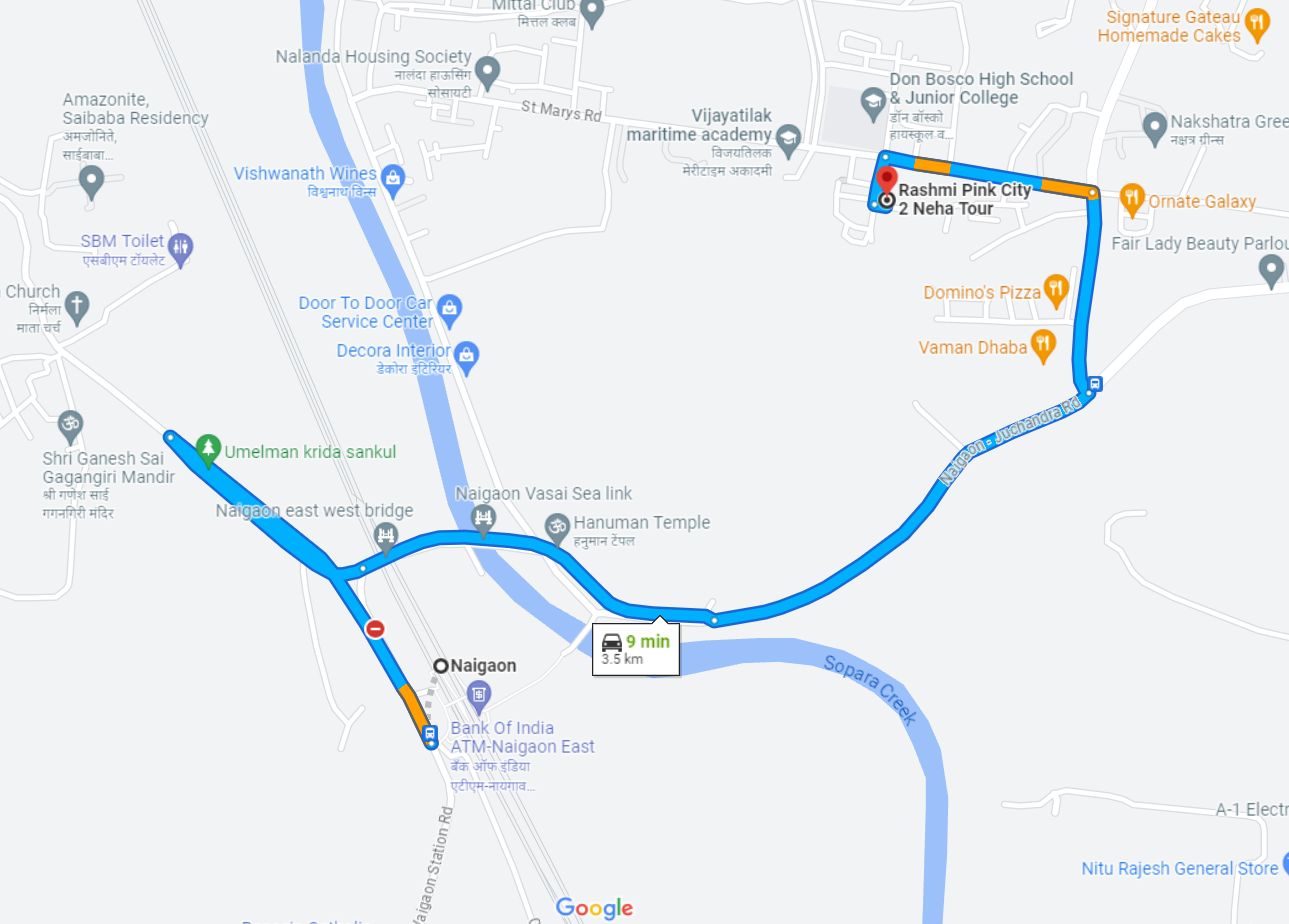 Mittal Club
मित्तल क्लब
Signature Gateau
Homemade Cakes
Nalanda Housing Society
नालंदा हाऊसिंग
सोसायटी
Don Bosco High School
& Junior College
डॉन बॉस्को
हायस्कूल व...
Amazonite,
Saibaba Residency
अमजोनिते,
साईबाबा...
St Marys Rd
Vijayatilak
maritime academy
विजयतिलक
मेरीटाइम अकादमी
Nakshatra Gree
नक्षत्र ग्रीन्स
Vishwanath Wines
विश्वनाथ विन्स
Rashmi Pink City
2 Neha Tour
Ornate Galaxy
SBM Toilet
एसबीएम टॉयलेट
Fair Lady Beauty Parlou
Church
निर्मला
माता चर्च
Door To Door Car
Service Center
Domino's Pizza
Decora Interior
डेकोरा इंटिरियर
Vaman Dhaba
Naigaon - Juchandra Rd
Umelman krida sankul
Shri Ganesh Sai
Gagangiri Mandir
श्री गणेश साई
गगनगिरी मंदिर
Naigaon east west bridge
Naigaon Vasai Sea link
Hanuman Temple
हनुमान टेंपल
9 min
3.5 km
Naigaon
Sopara Creek
Bank Of India
ATM-Naigaon East
बँक ऑफ इंडिया
एटीएम-नायगाव...
aigaon Station Rd
A-1 Electr
Nitu Rajesh General Store
Google